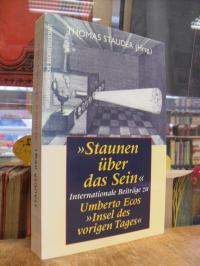 THOMAS STAUDER (Hrsg.)
»Staunen
über
das Sein«
Internationale Beiträge zu
Umberto Ecos
»Insel des
vorigen Tages«